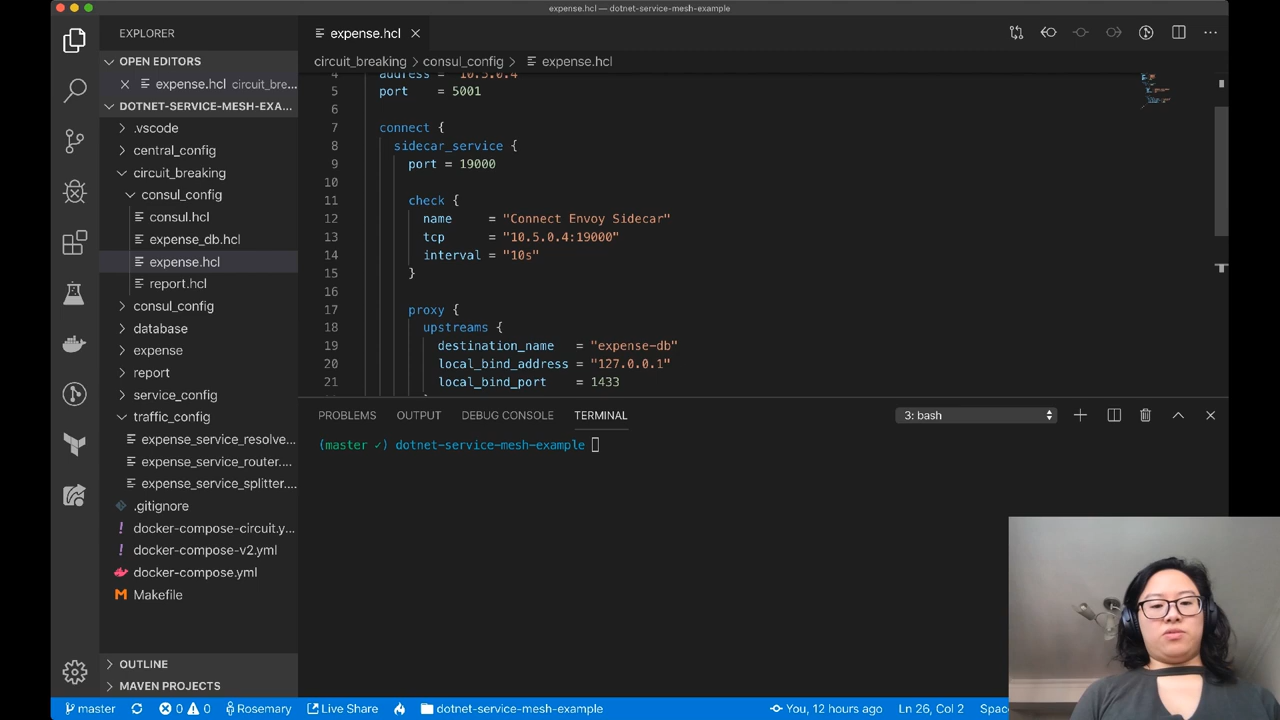 expense.hcl — dotnet-service-mesh-example
EXPLORER
OPEN EDITORS
expense.hcl circuit_bre...
DOTNET-SERVICE-MESH-EXA...
.vscode
central_config
circuit_breaking
consul_config
consul.hcl
expense_db.hcl
expense.hcl
report.hcl
consul_config
database
expense
report
service_config
traffic_config
expense_service_resolve...
expense_service_router....
expense_service_splitter....
.gitignore
docker-compose-circuit.y...
docker-compose-v2.yml
docker-compose.yml
Makefile
OUTLINE
MAVEN PROJECTS
expense.hcl
circuit_breaking > consul_config > expense.hcl
4 address = "10.5.0.4"
5 port = 5001
6
7 connect {
8 sidecar_service {
9 port = 19000
10
11 check {
12 name = "Connect Envoy Sidecar"
13 tcp = "10.5.0.4:19000"
14 interval = "10s"
15 }
16
17 proxy {
18 upstreams {
19 destination_name = "expense-db"
20 local_bind_address = "127.0.0.1"
21 local_bind_port = 1433
PROBLEMS OUTPUT DEBUG CONSOLE TERMINAL 3: bash
(master ✓) dotnet-service-mesh-example
master 0 0 Rosemary Live Share dotnet-service-mesh-example You, 12 hours ago Ln 26, Col 2 Spac